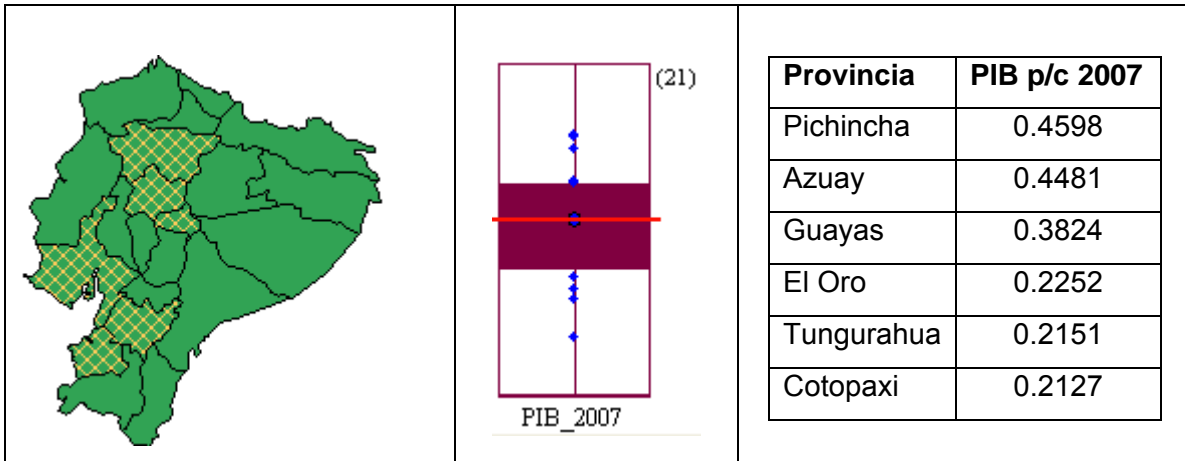 (21)
PIB_2007
Provincia PIB p/c 2007
Pichincha 0.4598
Azuay 0.4481
Guayas 0.3824
El Oro 0.2252
Tungurahua 0.2151
Cotopaxi 0.2127